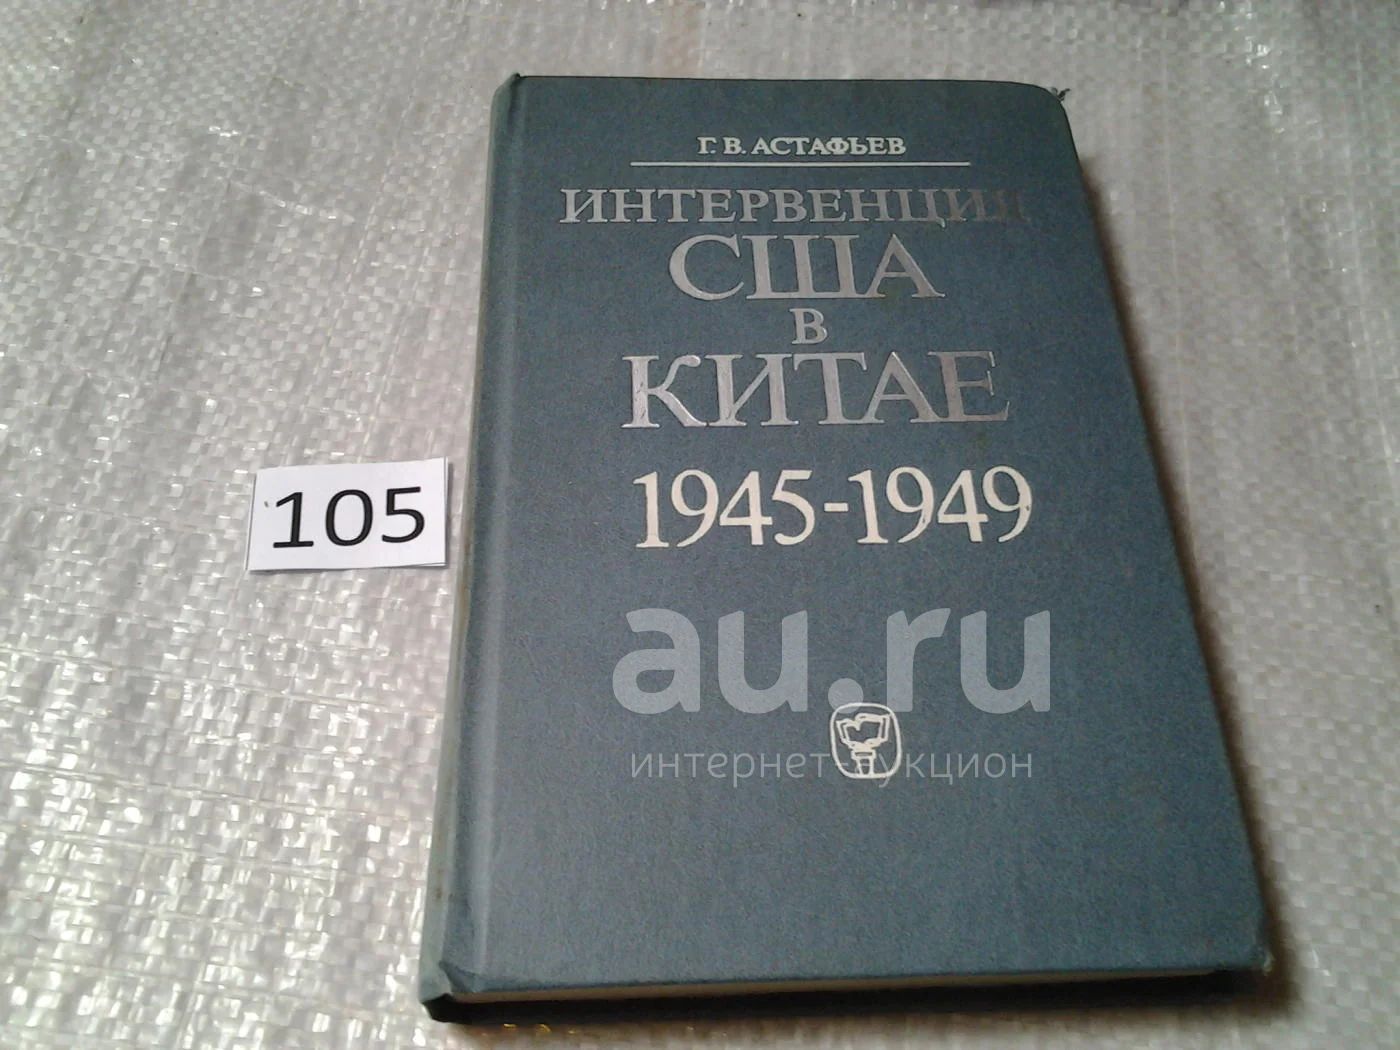 Г. В. АСТАФЬЕВ
ИНТЕРВЕНЦИЯ
США
В
КИТАЕ
1945-1949
105
au.ru
интернет-аукцион